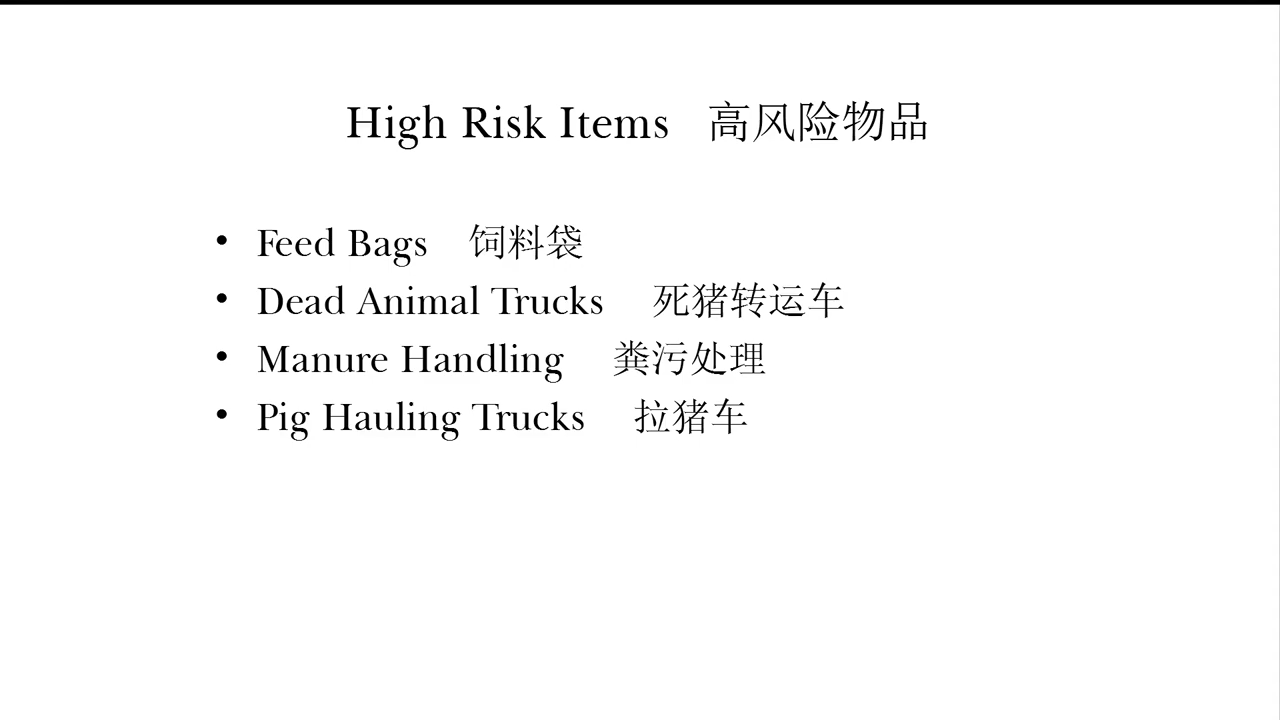 High Risk Items 高风险物品
• Feed Bags 饲料袋
• Dead Animal Trucks 死猪转运车
• Manure Handling 粪污处理
• Pig Hauling Trucks 拉猪车